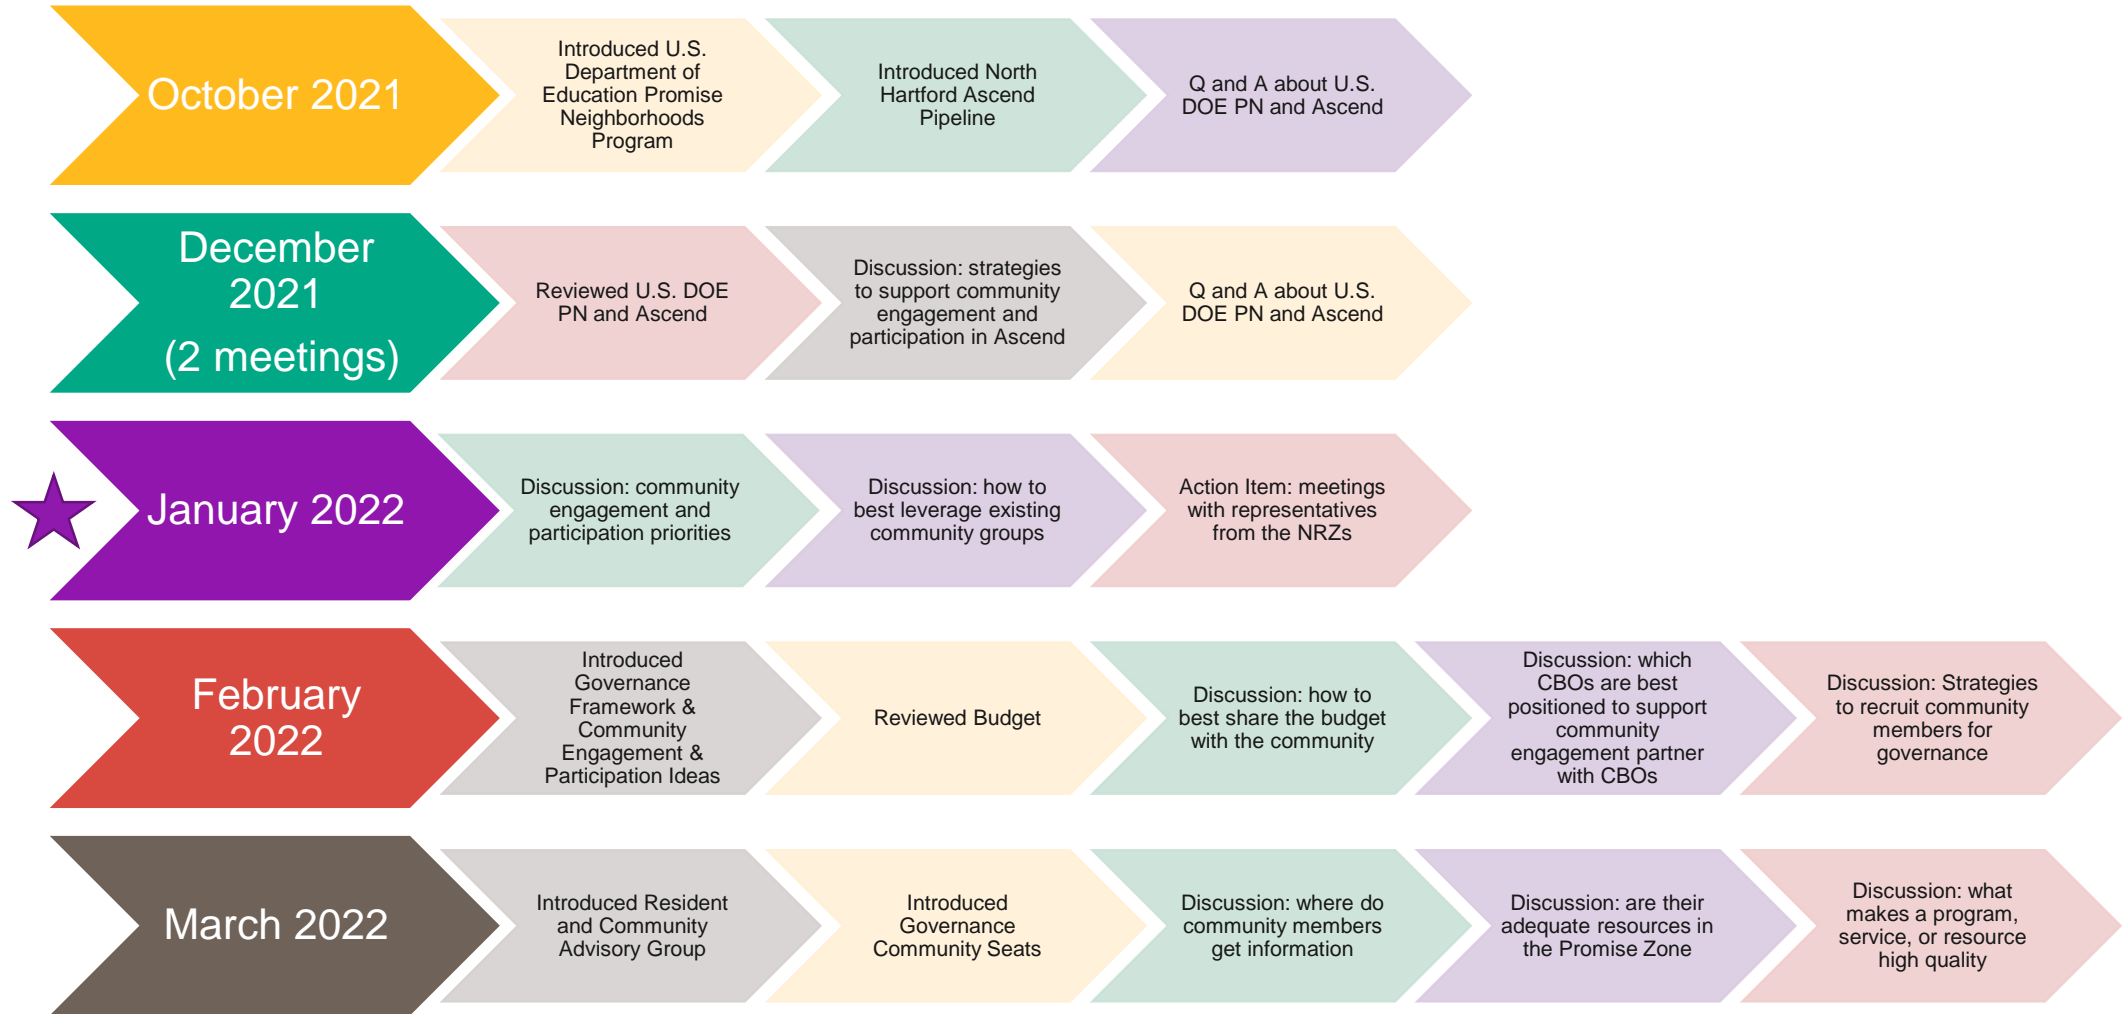 October 2021
Introduced U.S.
Department of
Education Promise
Neighborhoods
Program
Introduced North
Hartford Ascend
Pipeline
Q and A about U.S.
DOE PN and Ascend
December
2021
(2 meetings)
Reviewed U.S. DOE
PN and Ascend
Discussion: strategies
to support community
engagement and
participation in Ascend
Q and A about U.S.
DOE PN and Ascend
January 2022
Discussion: community
engagement and
participation priorities
Discussion: how to
best leverage existing
community groups
Action Item: meetings
with representatives
from the NRZs
February
2022
Introduced
Governance
Framework &
Community
Engagement &
Participation Ideas
Reviewed Budget
Discussion: how to
best share the budget
with the community
Discussion: which
CBOs are best
positioned to support
community
engagement partner
with CBOs
Discussion: Strategies
to recruit community
members for
governance
March 2022
Introduced Resident
and Community
Advisory Group
Introduced
Governance
Community Seats
Discussion: where do
community members
get information
Discussion: are their
adequate resources in
the Promise Zone
Discussion: what
makes a program,
service, or resource
high quality